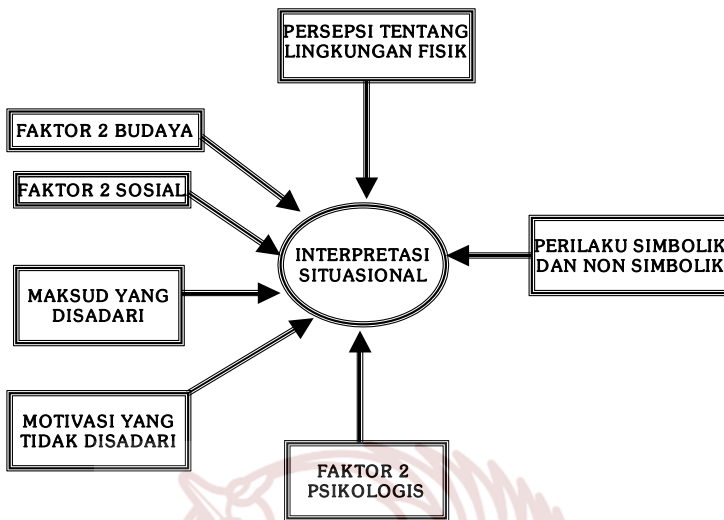 PERSEPSI TENTANG
LINGKUNGAN FISIK
FAKTOR 2 BUDAYA
FAKTOR 2 SOSIAL
INTERPRETASI
SITUASIONAL
PERILAKU SIMBOLIK
DAN NON SIMBOLIK
MAKSUD YANG
DISADARI
MOTIVASI YANG
TIDAK DISADARI
FAKTOR 2
PSIKOLOGIS